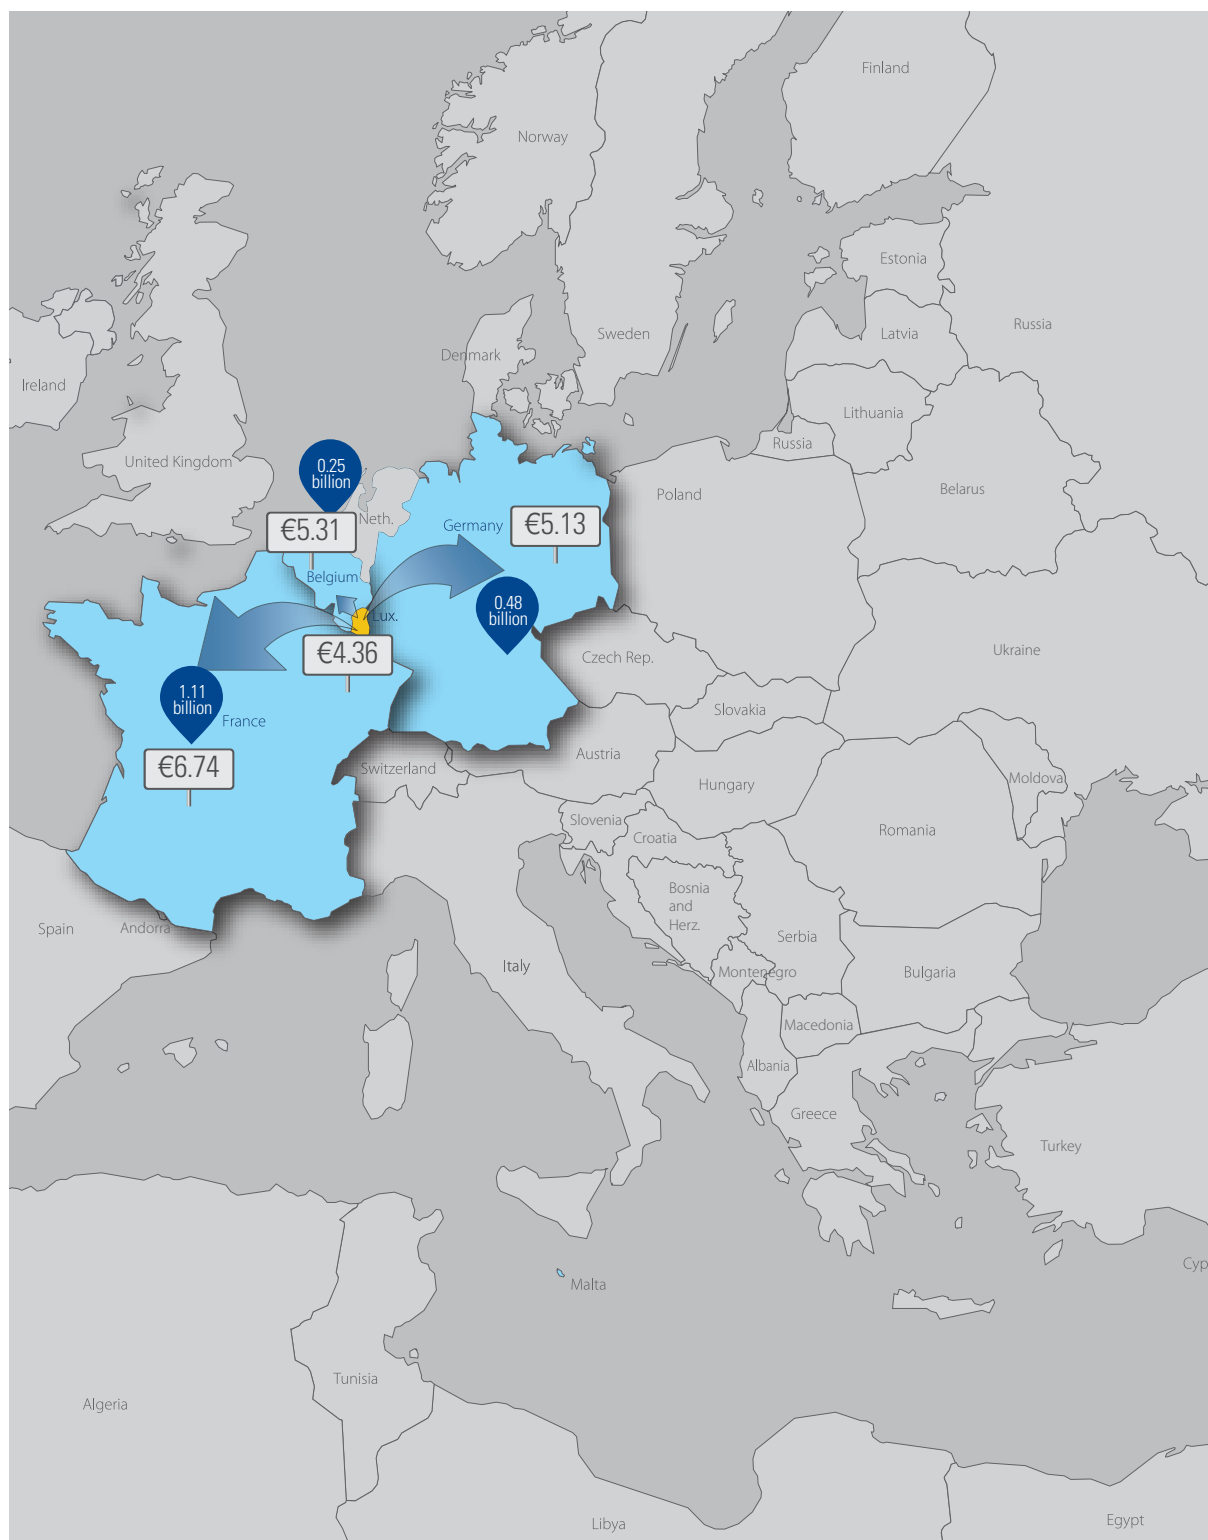 Finland
Norway
Estonia
Russia
Sweden
Latvia
Denmark
Ireland
Lithuania
Russia
United Kingdom
0.25
billion
Belarus
Poland
Neth.
Germany
€5.31
€5.13
Belgium
0.48
billion
Lux.
€4.36
Czech Rep.
Ukraine
1.11
billion
France
Slovakia
Austria
€6.74
Switzerland
Hungary
Moldova
Slovenia
Croatia
Romania
Bosnia
and
Herz.
Spain
Andorra
Serbia
Italy
Montenegro
Bulgaria
Macedonia
Albania
Greece
Turkey
Cyp
Malta
Tunisia
Algeria
Libya
Egypt